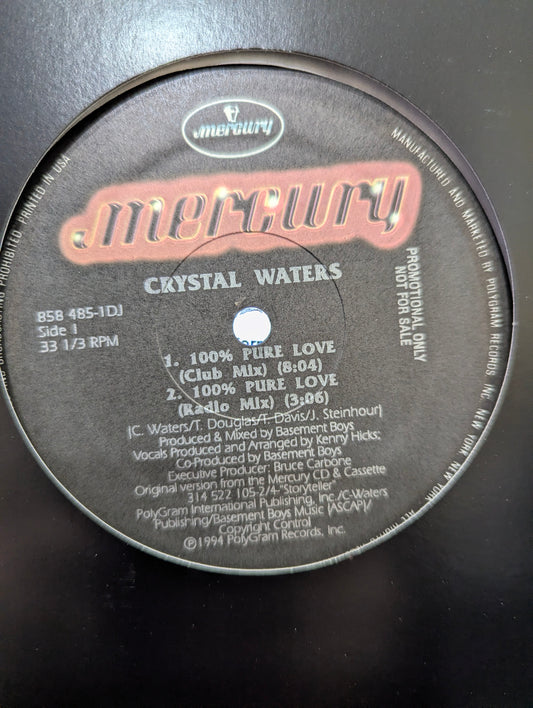 mercury
mercury
CRYSTAL WATERS
858 485-1DJ
Side 1
33 1/3 RPM
PROMOTIONAL ONLY
NOT FOR SALE
1. 100% PURE LOVE
(Club Mix) (8:04)
2. 100% PURE LOVE
(Radio Mix) (3:06)
(C. Waters/T. Douglas/T. Davis/J. Steinhour)
Produced & Mixed by Basement Boys
Vocals Produced and Arranged by Kenny Hicks;
Co-Produced by Basement Boys
Executive Producer: Bruce Carbone
Original version from the Mercury CD & Cassette
314 522 105-2/4 "Storyteller"
PolyGram International Publishing, Inc./C-Waters
Publishing/Basement Boys Music (ASCAP)/
Copyright Control
℗1994 PolyGram Records, Inc.
MANUFACTURED AND MARKETED BY POLYGRAM RECORDS INC. NEW YORK, NEW YORK
BROADCASTING PROHIBITED. PRINTED IN USA